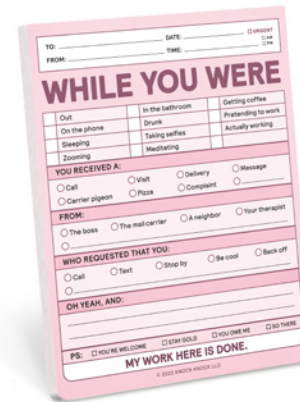 TO: DATE: URGENT
AM
FROM: TIME: PM
WHILE YOU WERE
Out In the bathroom Getting coffee
On the phone Drunk Pretending to work
Sleeping Taking selfies Actually working
Zooming Meditating
YOU RECEIVED A:
Call Visit Delivery Message
Carrier pigeon Pizza Complaint
FROM:
The boss The mail carrier A neighbor Your therapist
WHO REQUESTED THAT YOU:
Call Text Stop by Be cool Back off
OH YEAH, AND:
PS: YOU'RE WELCOME STAY GOLD YOU OWE ME SO THERE
MY WORK HERE IS DONE.
© 2022 KNOCK KNOCK LLC